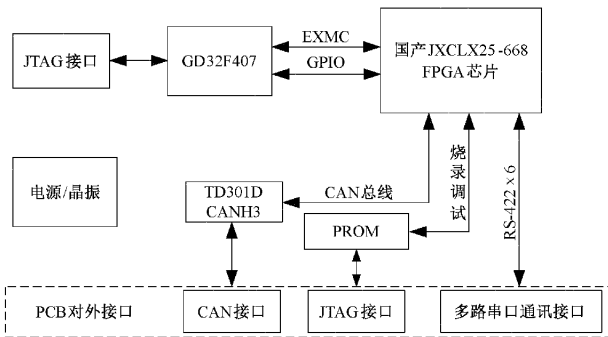 JTAG接口
GD32F407
EXMC
GPIO
国产JXCLX25-668
FPGA芯片
电源/晶振
TD301D
CANH3
CAN总线
烧录调试
RS-422×6
PROM
PCB对外接口
CAN接口
JTAG接口
多路串口通讯接口